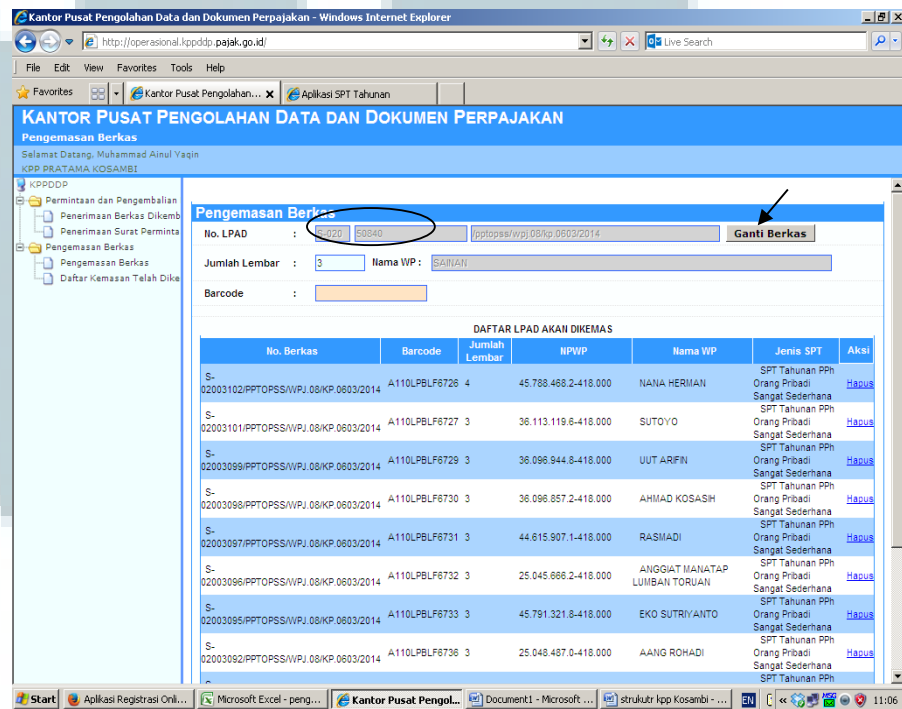 Kantor Pusat Pengolahan Data dan Dokumen Perpajakan - Windows Internet Explorer
http://operasional.kppddp.pajak.go.id/
Live Search
File Edit View Favorites Tools Help
Favorites Kantor Pusat Pengolahan... Aplikasi SPT Tahunan
KANTOR PUSAT PENGOLAHAN DATA DAN DOKUMEN PERPAJAKAN
Pengemasan Berkas
Selamat Datang, Muhammad Ainul Yaqin
KPP PRATAMA KOSAMBI
KPPDDP
Permintaan dan Pengembalian
Penerimaan Berkas Dikemb
Penerimaan Surat Perminta
Pengemasan Berkas
Pengemasan Berkas
Daftar Kemasan Telah Dike
Pengemasan Berkas
No. LPAD : S-020 50840 /pptopss/wpj.08/kp.0603/2014 Ganti Berkas
Jumlah Lembar : 3 Nama WP : SAINAN
Barcode :
DAFTAR LPAD AKAN DIKEMAS
No. Berkas Barcode Jumlah Lembar NPWP Nama WP Jenis SPT Aksi
S-02003102/PPTOPSS/WPJ.08/KP.0603/2014 A110LPBLF6726 4 45.788.468.2-418.000 NANA HERMAN SPT Tahunan PPh Orang Pribadi Sangat Sederhana Hapus
S-02003101/PPTOPSS/WPJ.08/KP.0603/2014 A110LPBLF6727 3 36.113.119.6-418.000 SUTOYO SPT Tahunan PPh Orang Pribadi Sangat Sederhana Hapus
S-02003099/PPTOPSS/WPJ.08/KP.0603/2014 A110LPBLF6729 3 36.096.944.8-418.000 UUT ARIFIN SPT Tahunan PPh Orang Pribadi Sangat Sederhana Hapus
S-02003098/PPTOPSS/WPJ.08/KP.0603/2014 A110LPBLF6730 3 36.096.857.2-418.000 AHMAD KOSASIH SPT Tahunan PPh Orang Pribadi Sangat Sederhana Hapus
S-02003097/PPTOPSS/WPJ.08/KP.0603/2014 A110LPBLF6731 3 44.615.907.1-418.000 RASMADI SPT Tahunan PPh Orang Pribadi Sangat Sederhana Hapus
S-02003096/PPTOPSS/WPJ.08/KP.0603/2014 A110LPBLF6732 3 25.045.666.2-418.000 ANGGIAT MANATAP LUMBAN TORUAN SPT Tahunan PPh Orang Pribadi Sangat Sederhana Hapus
S-02003095/PPTOPSS/WPJ.08/KP.0603/2014 A110LPBLF6733 3 45.791.321.8-418.000 EKO SUTRIYANTO SPT Tahunan PPh Orang Pribadi Sangat Sederhana Hapus
S-02003092/PPTOPSS/WPJ.08/KP.0603/2014 A110LPBLF6736 3 25.048.487.0-418.000 AANG ROHADI SPT Tahunan PPh Orang Pribadi Sangat Sederhana Hapus
SPT Tahunan PPh
Start Aplikasi Registrasi Onli... Microsoft Excel - peng... Kantor Pusat Pengol... Document1 - Microsoft ... strukutr kpp Kosambi - ... EN 11:06